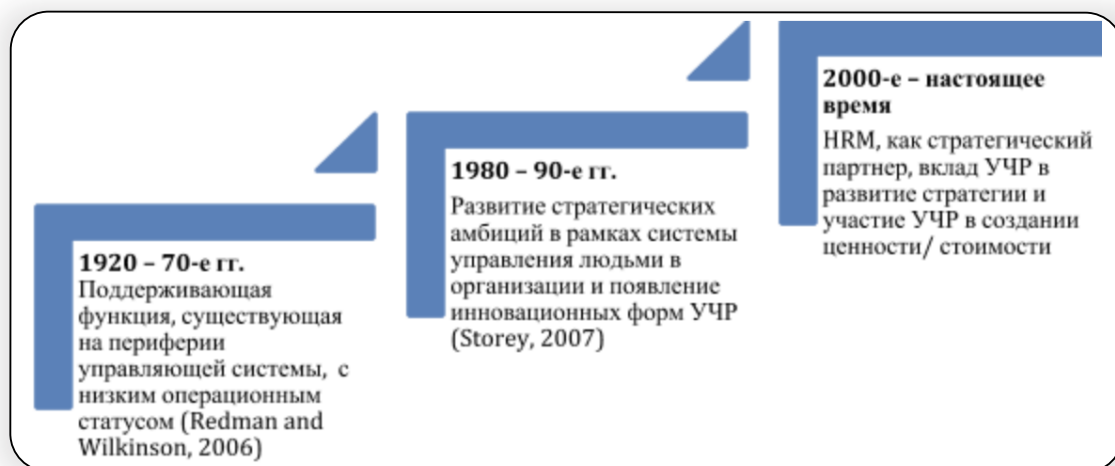 1920 – 70-е гг.
Поддерживающая
функция, существующая
на периферии
управляющей системы, с
низким операционным
статусом (Redman and
Wilkinson, 2006)
1980 – 90-е гг.
Развитие стратегических
амбиций в рамках системы
управления людьми в
организации и появление
инновационных форм УЧР
(Storey, 2007)
2000-е – настоящее
время
HRM, как стратегический
партнер, вклад УЧР в
развитие стратегии и
участие УЧР в создании
ценности/ стоимости